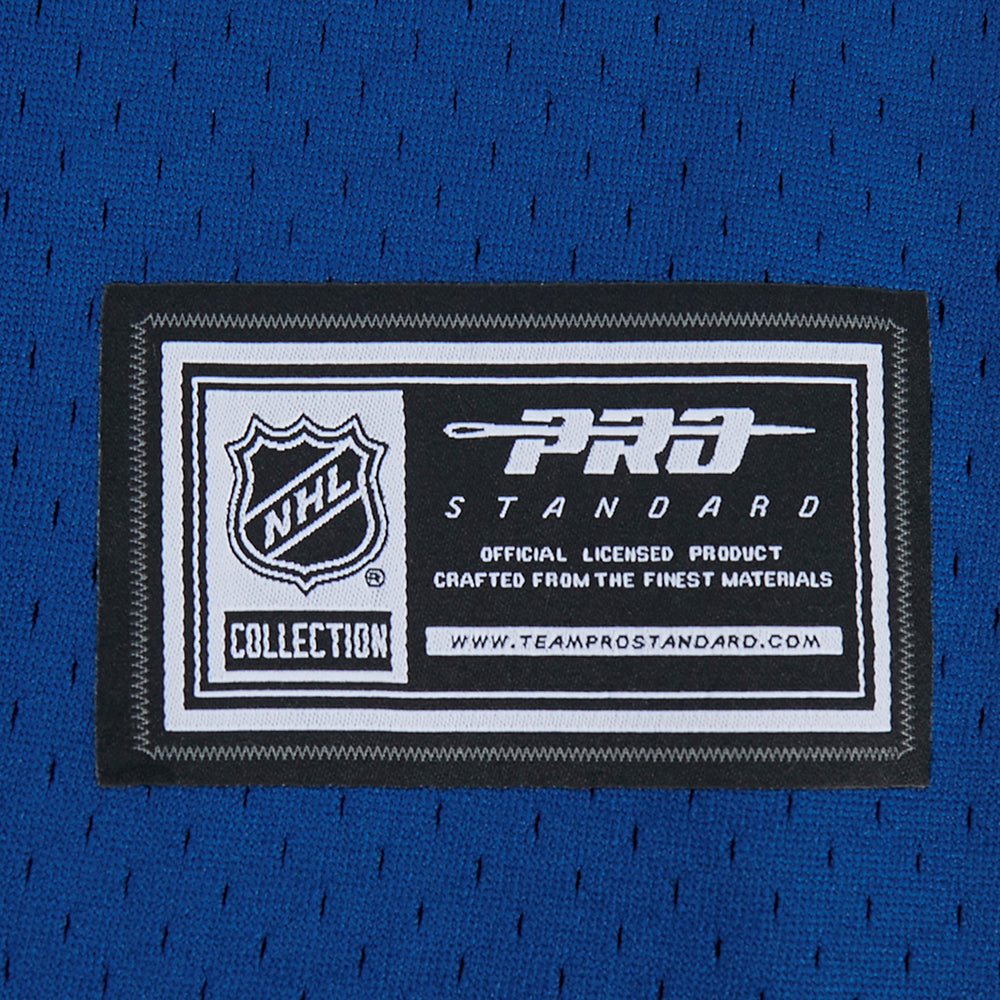 NHL
®
COLLECTION
PRO
STANDARD
OFFICIAL LICENSED PRODUCT
CRAFTED FROM THE FINEST MATERIALS
WWW.TEAMPROSTANDARD.COM